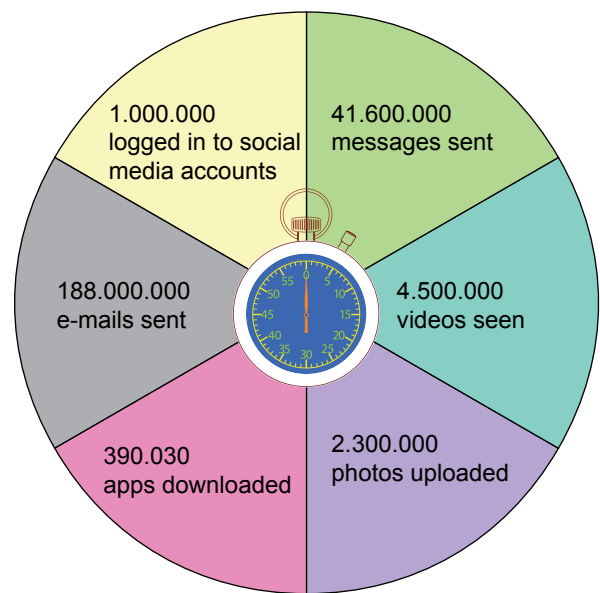 1.000.000
logged in to social
media accounts
41.600.000
messages sent
188.000.000
e-mails sent
4.500.000
videos seen
390.030
apps downloaded
2.300.000
photos uploaded
0
5
10
15
20
25
30
35
40
45
50
55